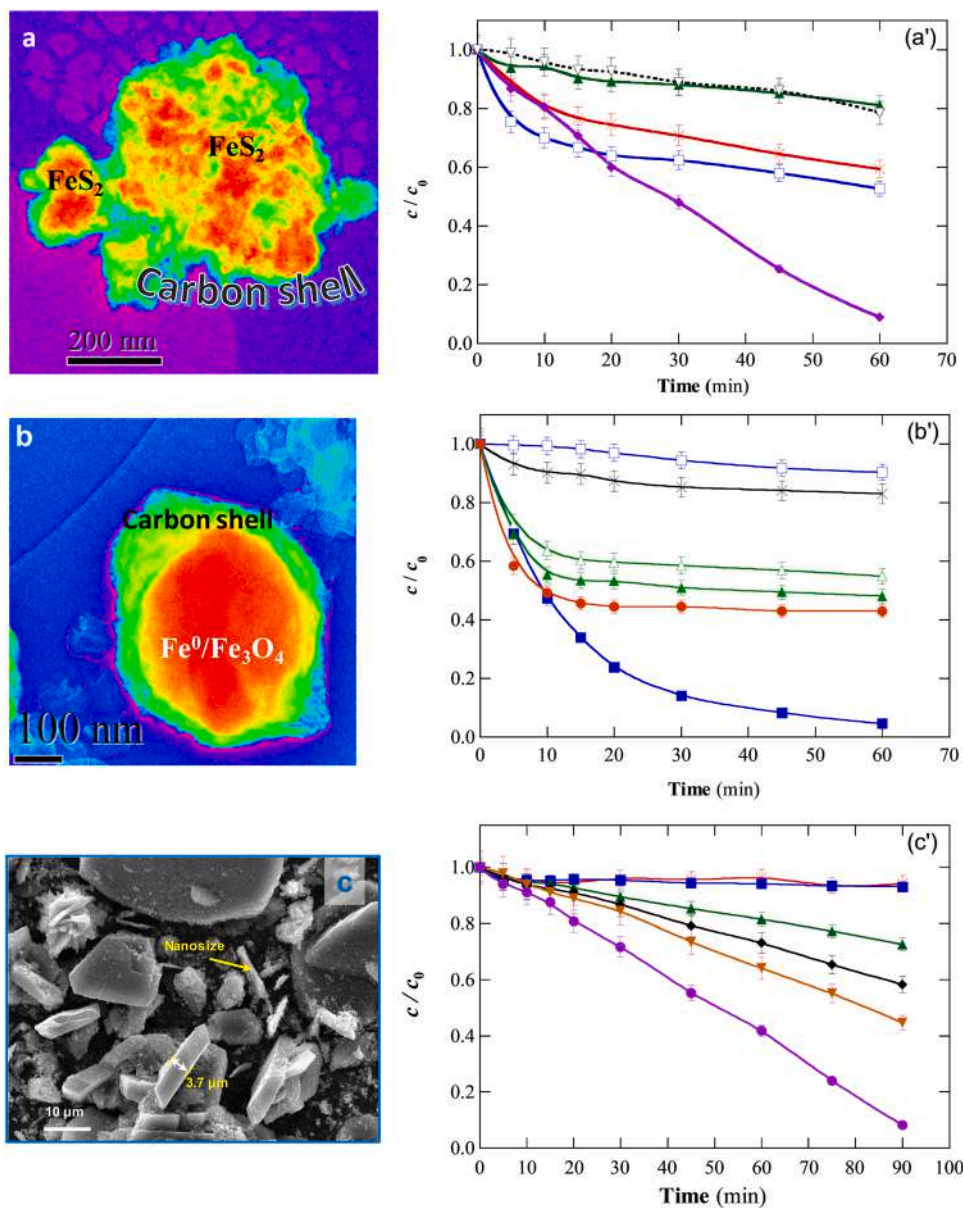 a
FeS2
FeS2
Carbon shell
200 nm
(a')
1.0
0.8
0.6
0.4
0.2
0.0
c / c0
0 10 20 30 40 50 60 70
Time (min)
b
Carbon shell
Fe0/Fe3O4
100 nm
(b')
1.0
0.8
0.6
0.4
0.2
0.0
c / c0
0 10 20 30 40 50 60 70
Time (min)
c
Nanosize
3.7 µm
10 µm
(c')
1.0
0.8
0.6
0.4
0.2
0.0
c / c0
0 10 20 30 40 50 60 70 80 90 100
Time (min)